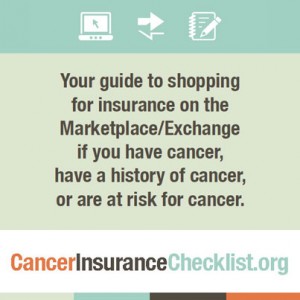 Your guide to shopping
for insurance on the
Marketplace/Exchange
if you have cancer,
have a history of cancer,
or are at risk for cancer.
CancerInsuranceChecklist.org